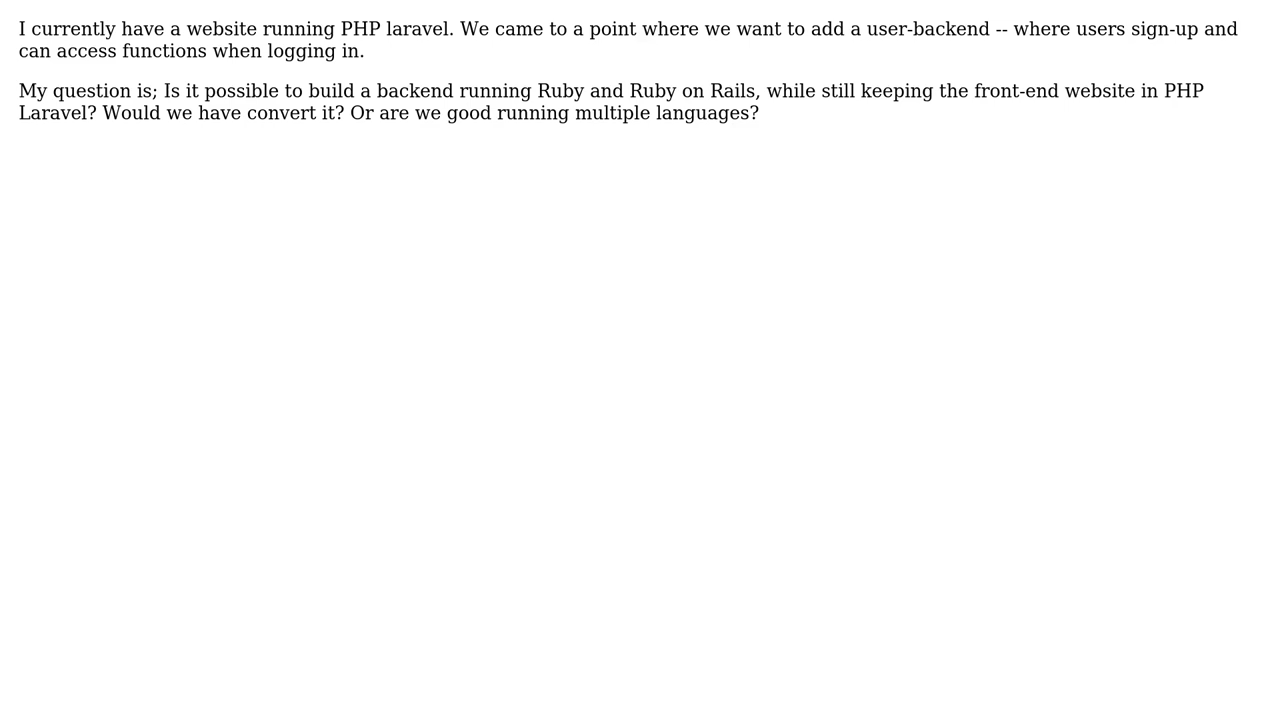 I currently have a website running PHP laravel. We came to a point where we want to add a user-backend -- where users sign-up and
can access functions when logging in.
My question is; Is it possible to build a backend running Ruby and Ruby on Rails, while still keeping the front-end website in PHP
Laravel? Would we have convert it? Or are we good running multiple languages?